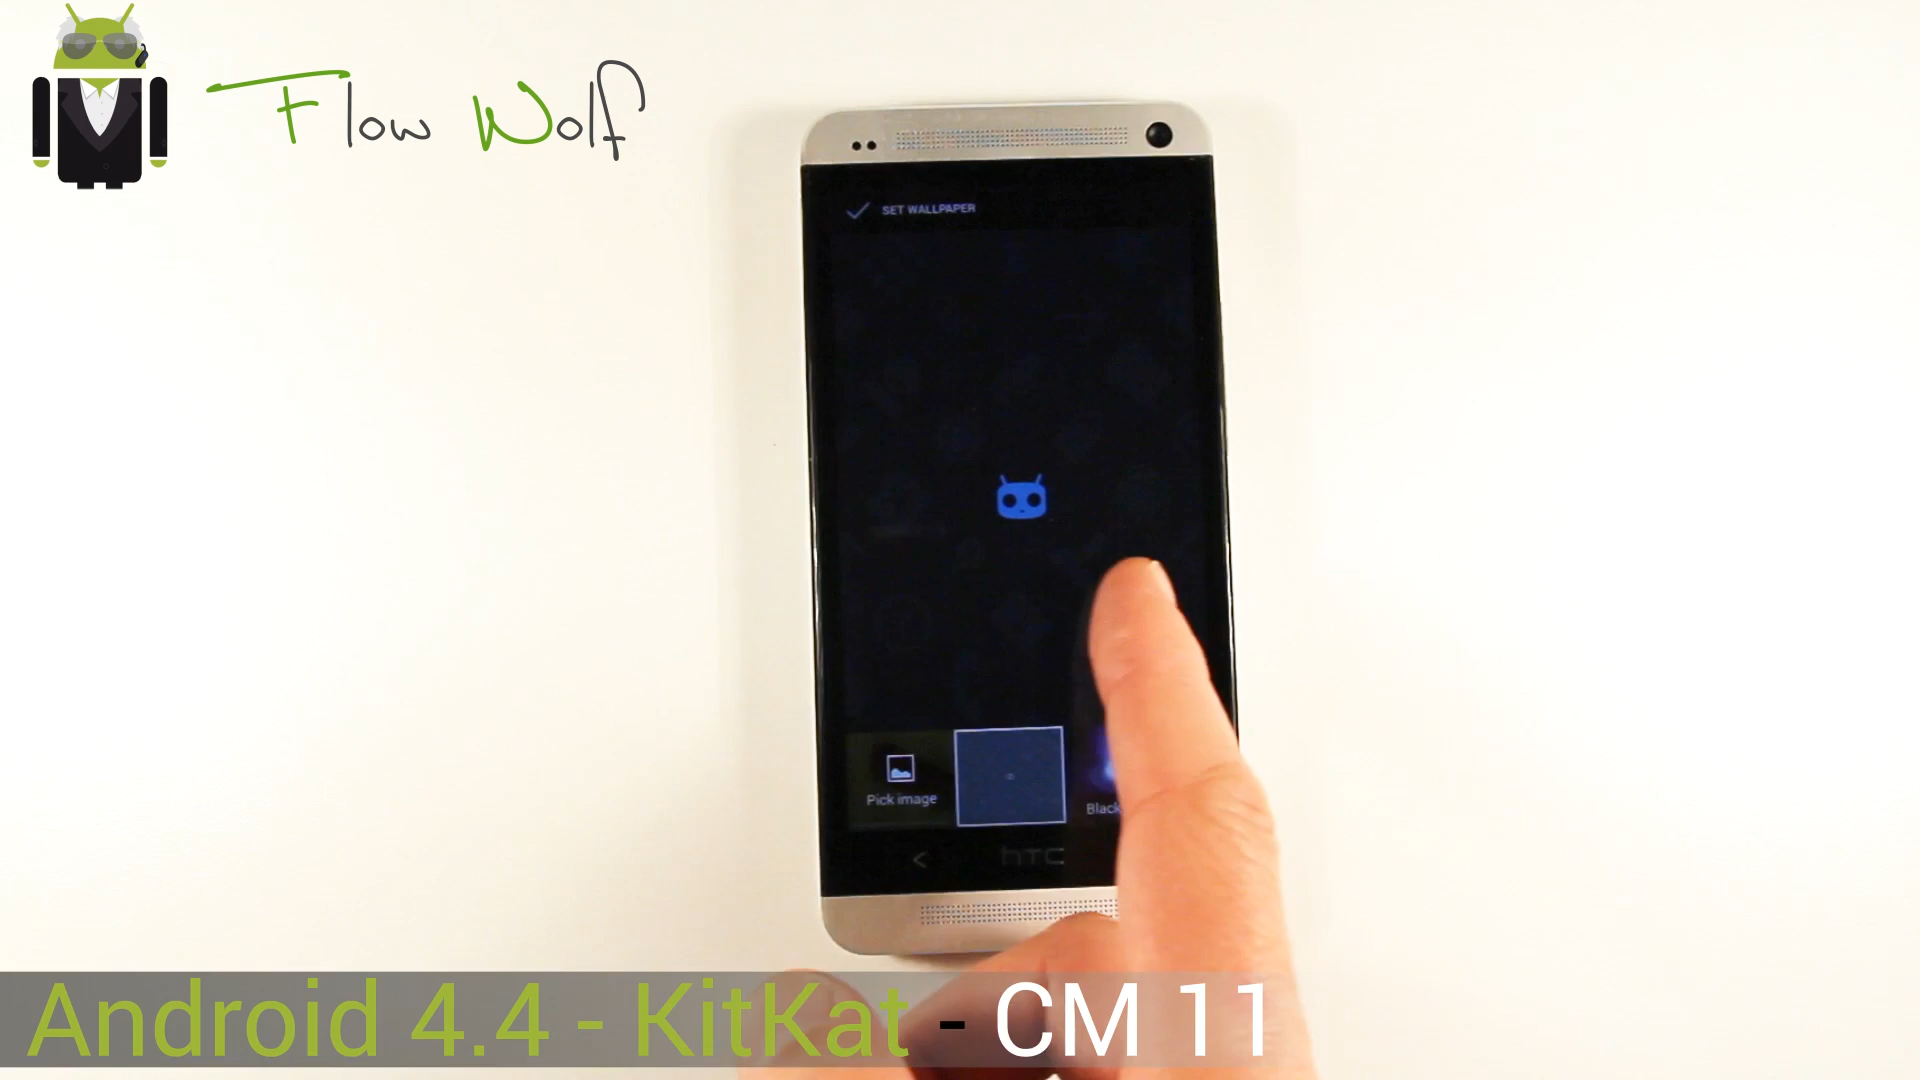 Flow Wolf
SET WALLPAPER
Pick image
Black
hTC
Android 4.4 - KitKat - CM 11